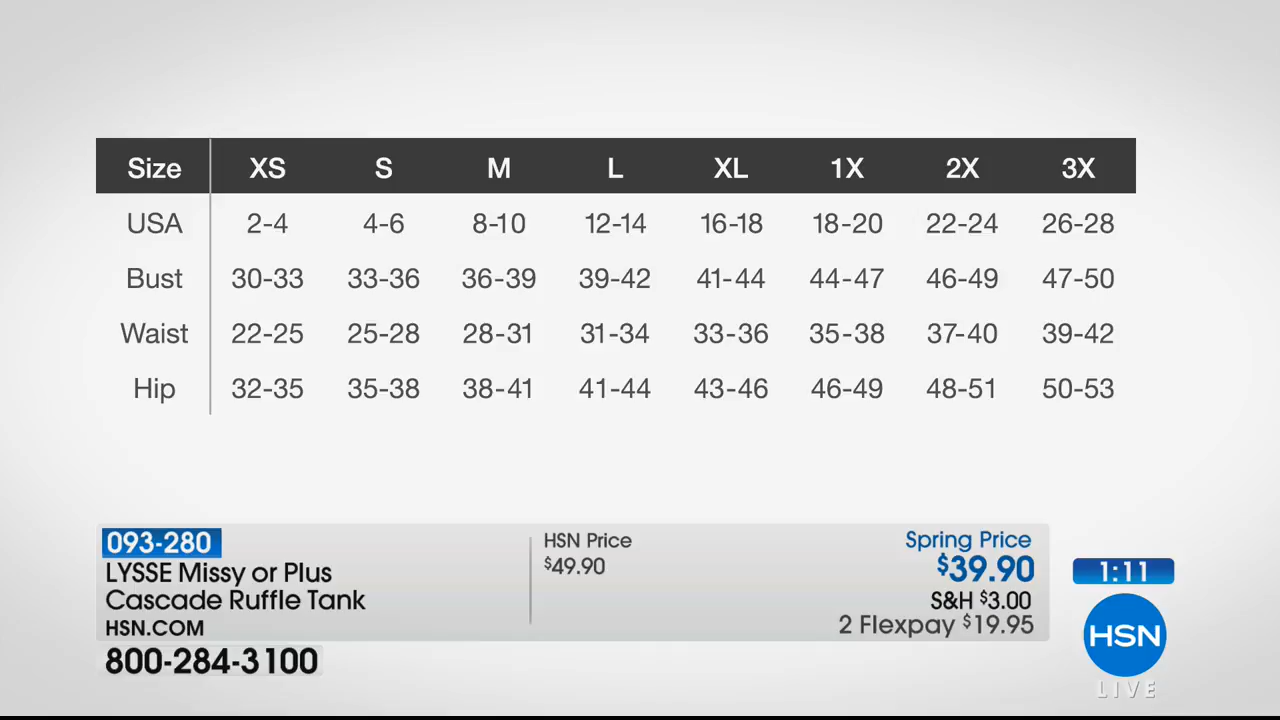 Size XS S M L XL 1X 2X 3X
USA 2-4 4-6 8-10 12-14 16-18 18-20 22-24 26-28
Bust 30-33 33-36 36-39 39-42 41-44 44-47 46-49 47-50
Waist 22-25 25-28 28-31 31-34 33-36 35-38 37-40 39-42
Hip 32-35 35-38 38-41 41-44 43-46 46-49 48-51 50-53
093-280
LYSSE Missy or Plus
Cascade Ruffle Tank
HSN.COM
800-284-3100
HSN Price
$49.90
Spring Price
$39.90
S&H $3.00
2 Flexpay $19.95
1:11
HSN
LIVE